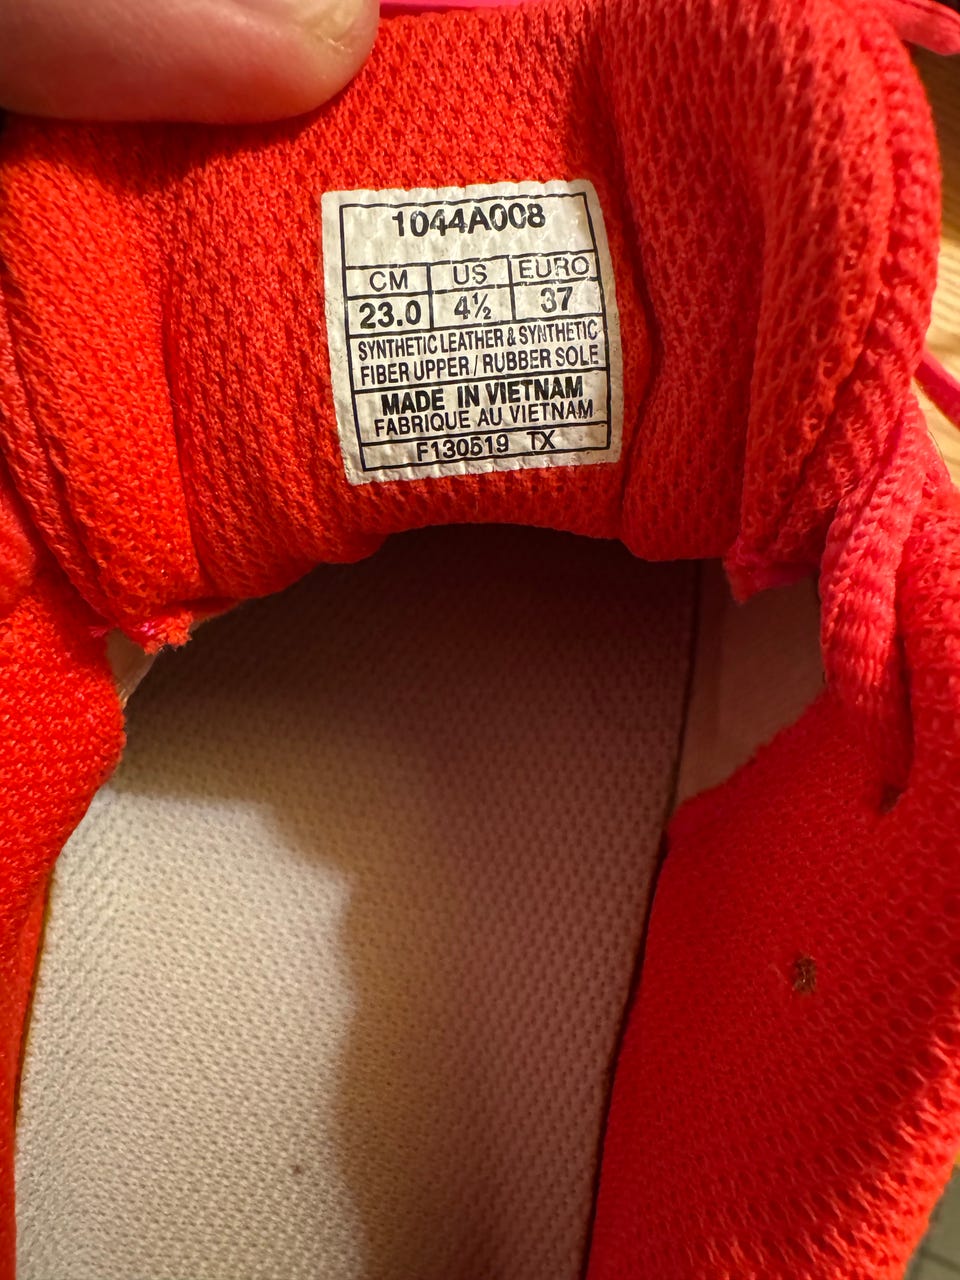 1044A008
CM US EURO
23.0 4½ 37
SYNTHETIC LEATHER & SYNTHETIC
FIBER UPPER / RUBBER SOLE
MADE IN VIETNAM
FABRIQUE AU VIETNAM
F130519 TX